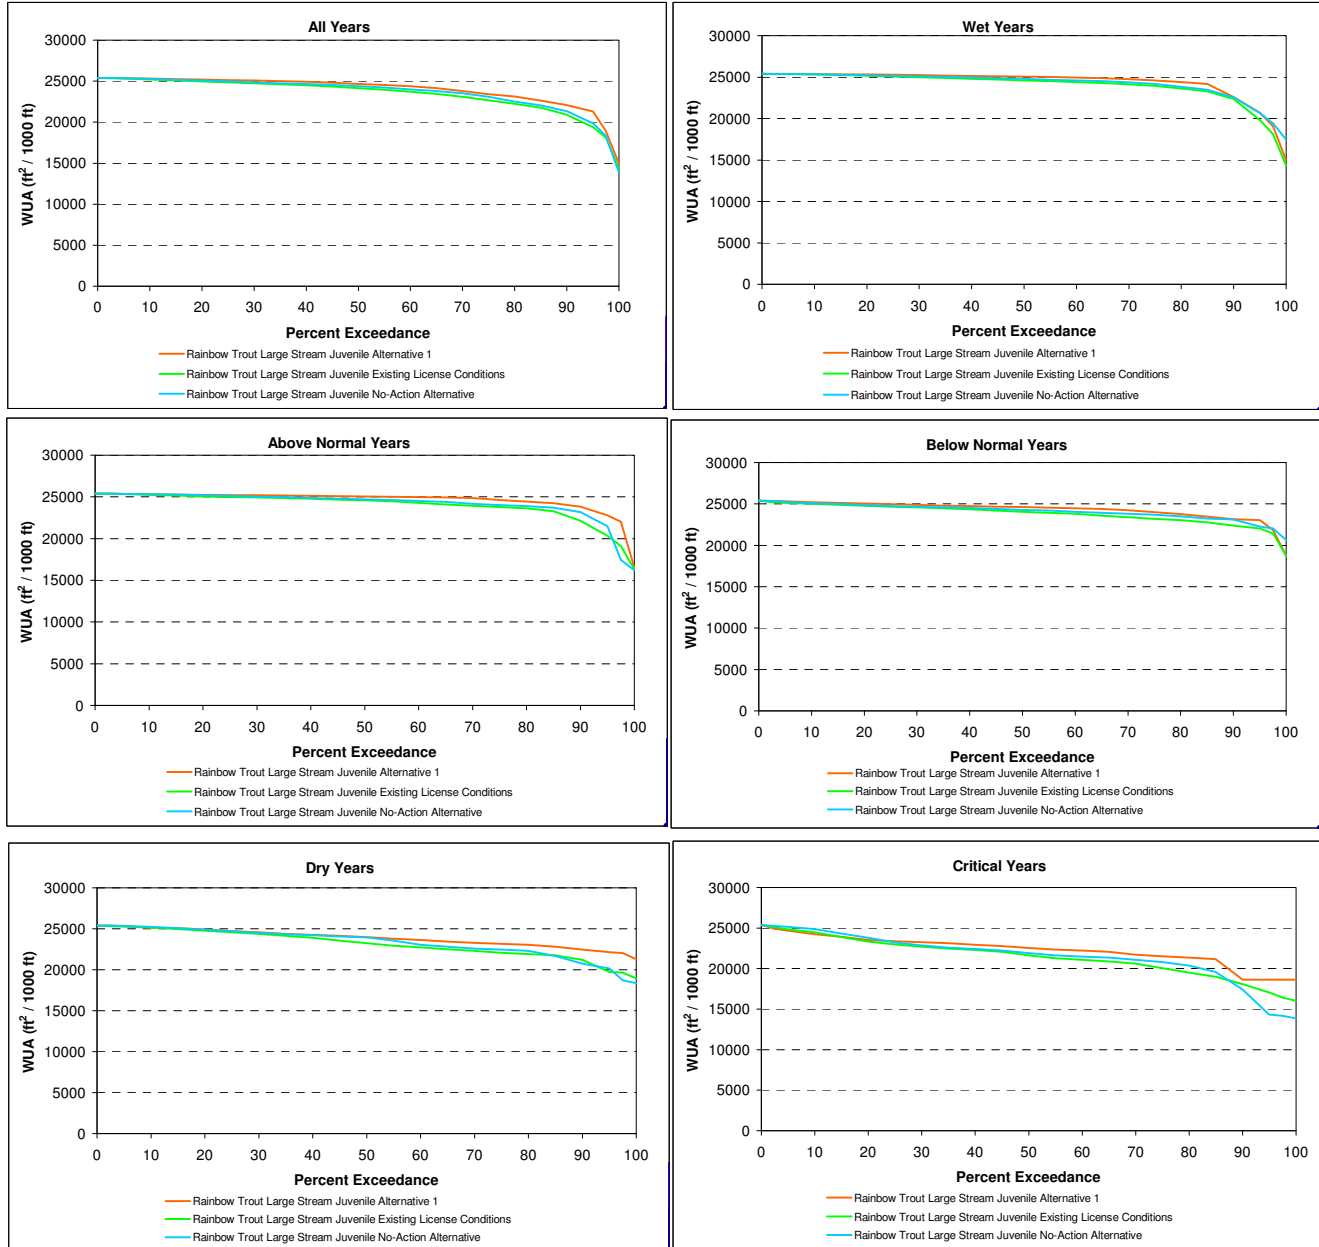 All Years
30000
25000
20000
15000
10000
5000
0
WUA (ft² / 1000 ft)
0 10 20 30 40 50 60 70 80 90 100
Percent Exceedance
Rainbow Trout Large Stream Juvenile Alternative 1
Rainbow Trout Large Stream Juvenile Existing License Conditions
Rainbow Trout Large Stream Juvenile No-Action Alternative
Wet Years
30000
25000
20000
15000
10000
5000
0
WUA (ft² / 1000 ft)
0 10 20 30 40 50 60 70 80 90 100
Percent Exceedance
Rainbow Trout Large Stream Juvenile Alternative 1
Rainbow Trout Large Stream Juvenile Existing License Conditions
Rainbow Trout Large Stream Juvenile No-Action Alternative
Above Normal Years
30000
25000
20000
15000
10000
5000
0
WUA (ft² / 1000 ft)
0 10 20 30 40 50 60 70 80 90 100
Percent Exceedance
Rainbow Trout Large Stream Juvenile Alternative 1
Rainbow Trout Large Stream Juvenile Existing License Conditions
Rainbow Trout Large Stream Juvenile No-Action Alternative
Below Normal Years
30000
25000
20000
15000
10000
5000
0
WUA (ft² / 1000 ft)
0 10 20 30 40 50 60 70 80 90 100
Percent Exceedance
Rainbow Trout Large Stream Juvenile Alternative 1
Rainbow Trout Large Stream Juvenile Existing License Conditions
Rainbow Trout Large Stream Juvenile No-Action Alternative
Dry Years
30000
25000
20000
15000
10000
5000
0
WUA (ft² / 1000 ft)
0 10 20 30 40 50 60 70 80 90 100
Percent Exceedance
Rainbow Trout Large Stream Juvenile Alternative 1
Rainbow Trout Large Stream Juvenile Existing License Conditions
Rainbow Trout Large Stream Juvenile No-Action Alternative
Critical Years
30000
25000
20000
15000
10000
5000
0
WUA (ft² / 1000 ft)
0 10 20 30 40 50 60 70 80 90 100
Percent Exceedance
Rainbow Trout Large Stream Juvenile Alternative 1
Rainbow Trout Large Stream Juvenile Existing License Conditions
Rainbow Trout Large Stream Juvenile No-Action Alternative